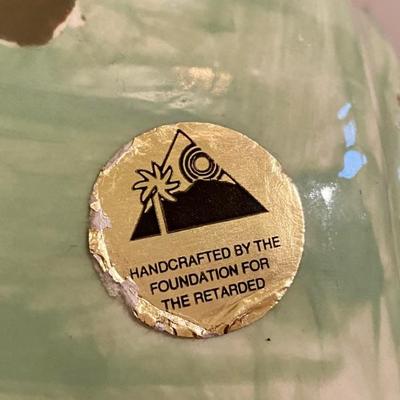 HANDCRAFTED BY THE
FOUNDATION FOR
THE RETARDED